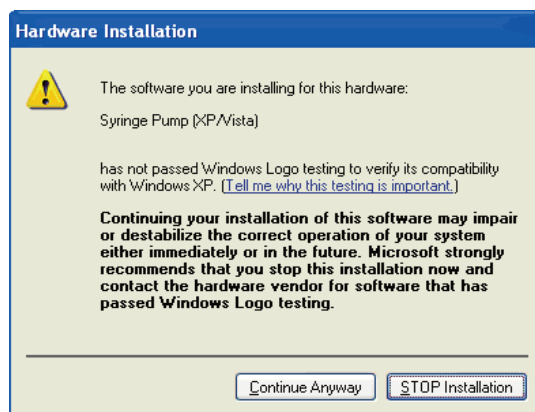 Hardware Installation
The software you are installing for this hardware:
Syringe Pump (XP/Vista)
has not passed Windows Logo testing to verify its compatibility
with Windows XP. (Tell me why this testing is important.)
Continuing your installation of this software may impair
or destabilize the correct operation of your system
either immediately or in the future. Microsoft strongly
recommends that you stop this installation now and
contact the hardware vendor for software that has
passed Windows Logo testing.
Continue Anyway
STOP Installation